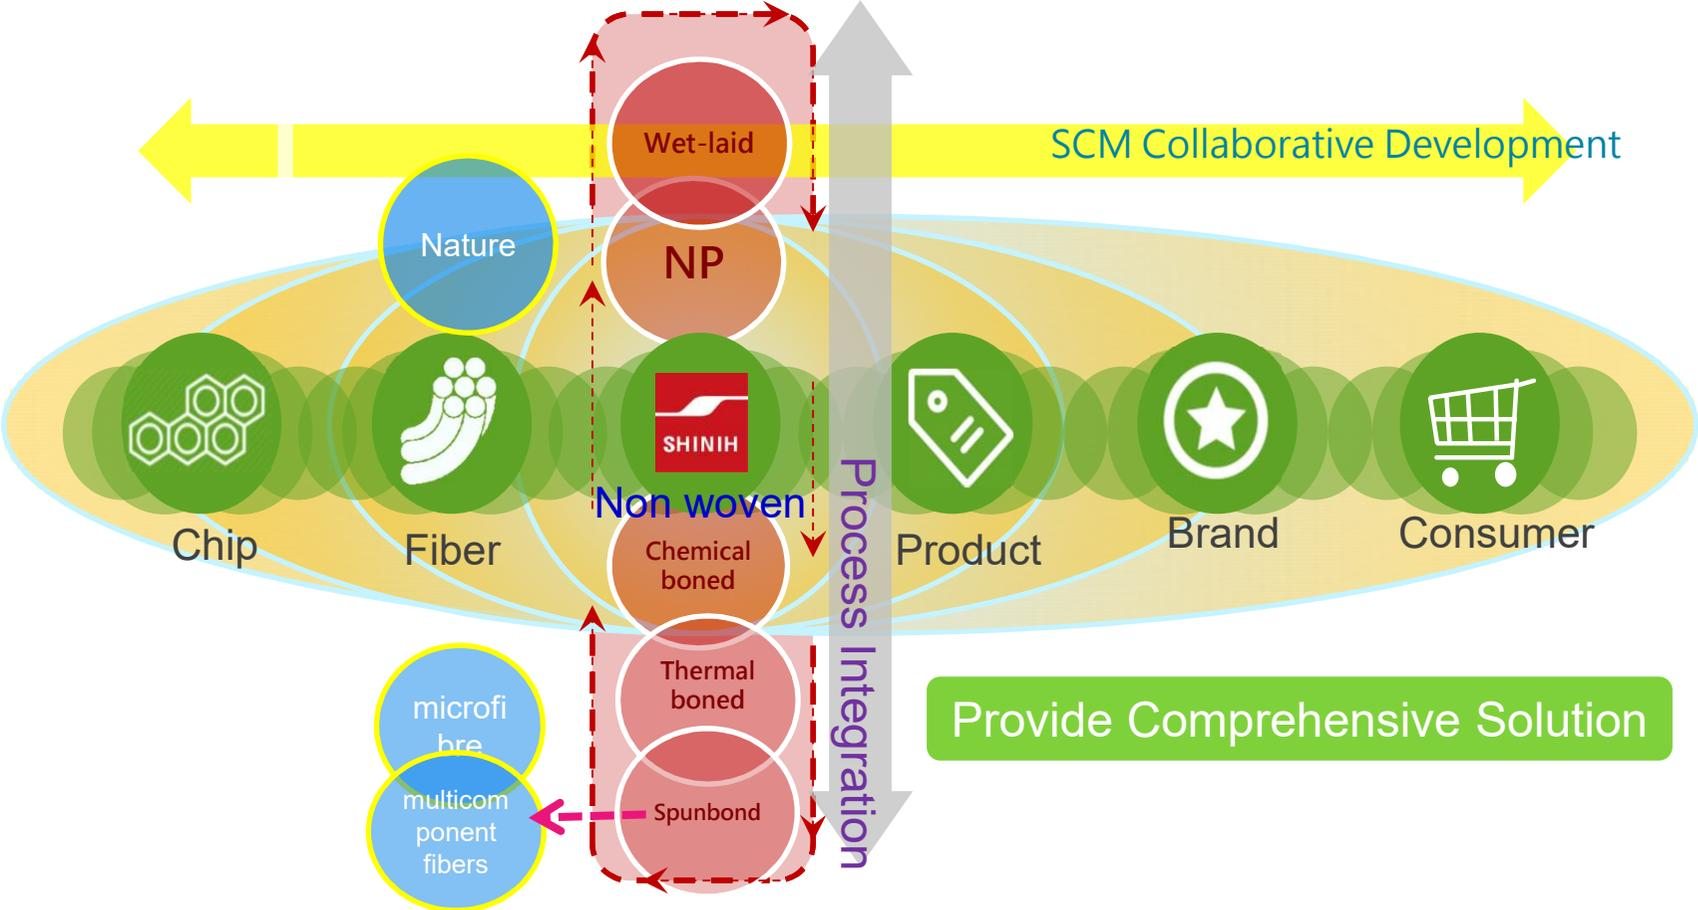 SCM Collaborative Development
Wet-laid
Nature
NP
SHINIH
Non woven
Chip
Fiber
Product
Brand
Consumer
Chemical
boned
Thermal
boned
Spunbond
microfi
bre
multicom
ponent
fibers
Process Integration
Provide Comprehensive Solution